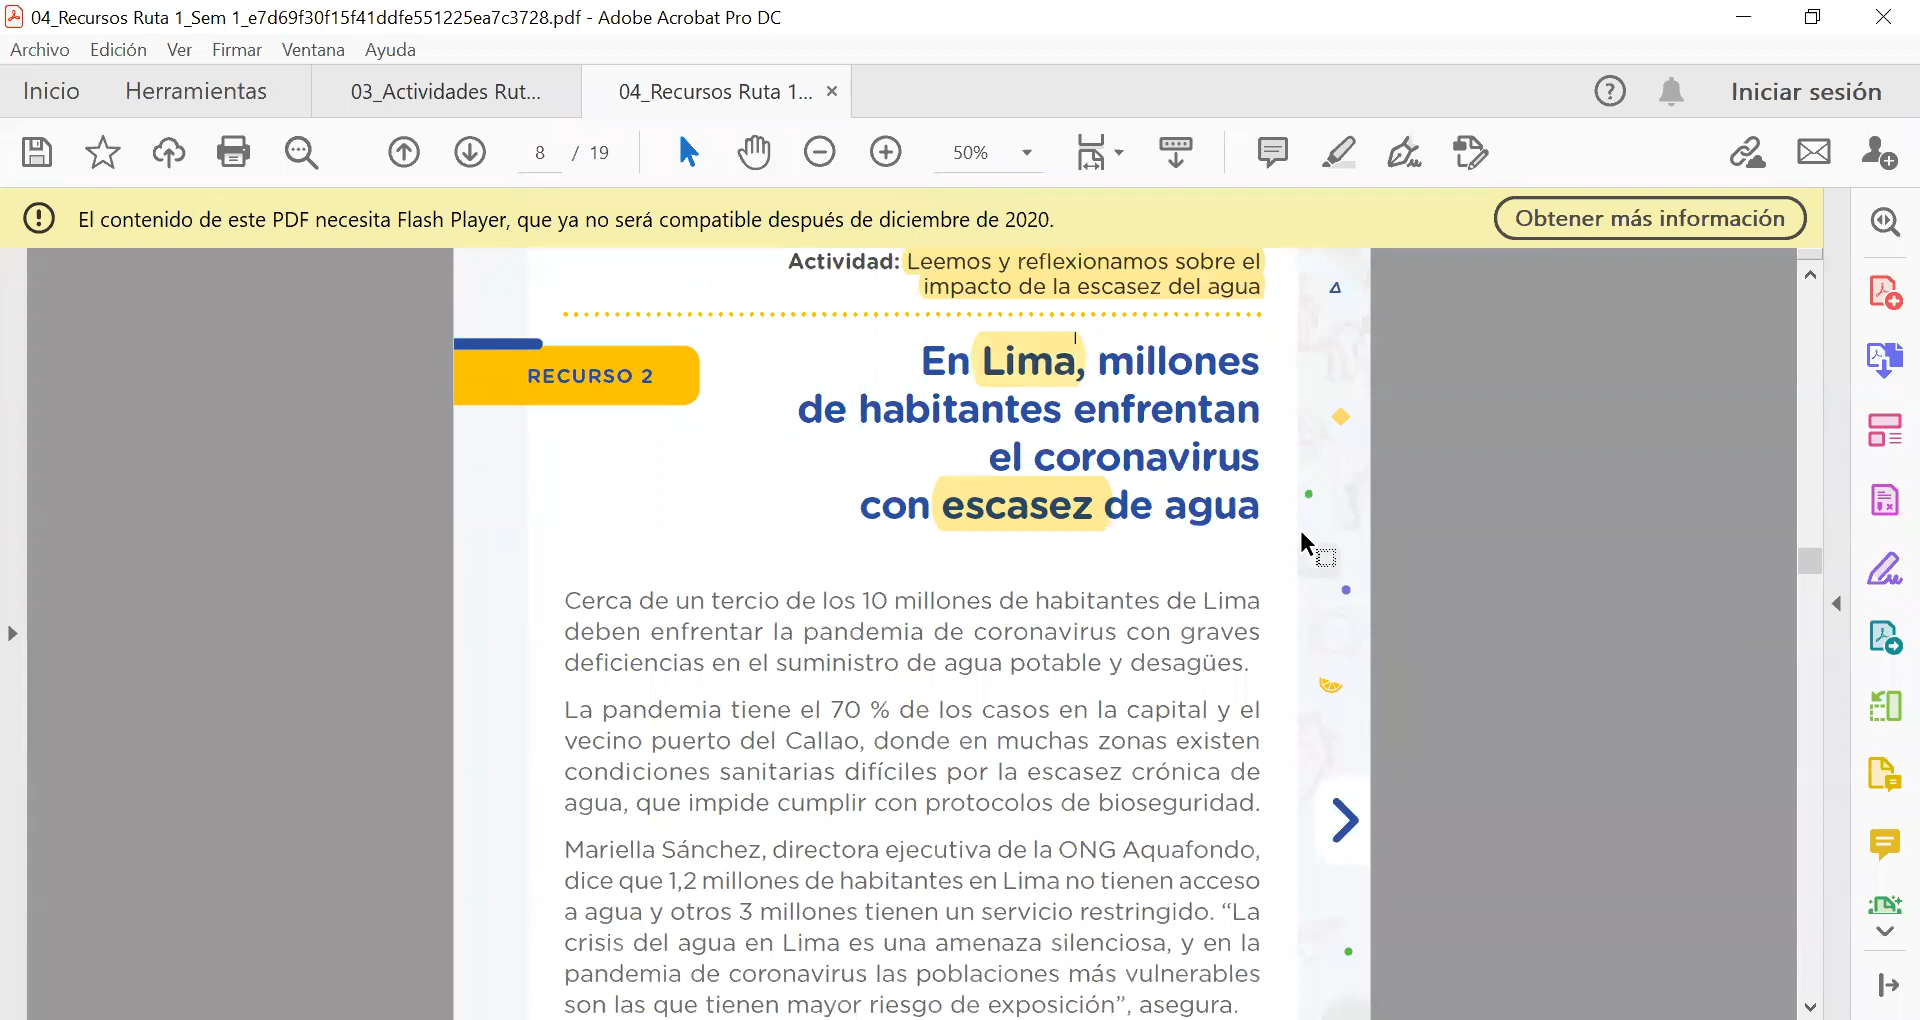 04_Recursos Ruta 1_Sem 1_e7d69f30f15f41ddfe551225ea7c3728.pdf - Adobe Acrobat Pro DC
Archivo Edición Ver Firmar Ventana Ayuda
Inicio Herramientas 03_Actividades Rut... 04_Recursos Ruta 1... × Iniciar sesión
8 / 19 50%
El contenido de este PDF necesita Flash Player, que ya no será compatible después de diciembre de 2020. Obtener más información
Actividad: Leemos y reflexionamos sobre el
impacto de la escasez del agua
RECURSO 2
En Lima, millones
de habitantes enfrentan
el coronavirus
con escasez de agua
Cerca de un tercio de los 10 millones de habitantes de Lima
deben enfrentar la pandemia de coronavirus con graves
deficiencias en el suministro de agua potable y desagües.
La pandemia tiene el 70 % de los casos en la capital y el
vecino puerto del Callao, donde en muchas zonas existen
condiciones sanitarias difíciles por la escasez crónica de
agua, que impide cumplir con protocolos de bioseguridad.
Mariella Sánchez, directora ejecutiva de la ONG Aquafondo,
dice que 1,2 millones de habitantes en Lima no tienen acceso
a agua y otros 3 millones tienen un servicio restringido. “La
crisis del agua en Lima es una amenaza silenciosa, y en la
pandemia de coronavirus las poblaciones más vulnerables
son las que tienen mayor riesgo de exposición”, asegura.